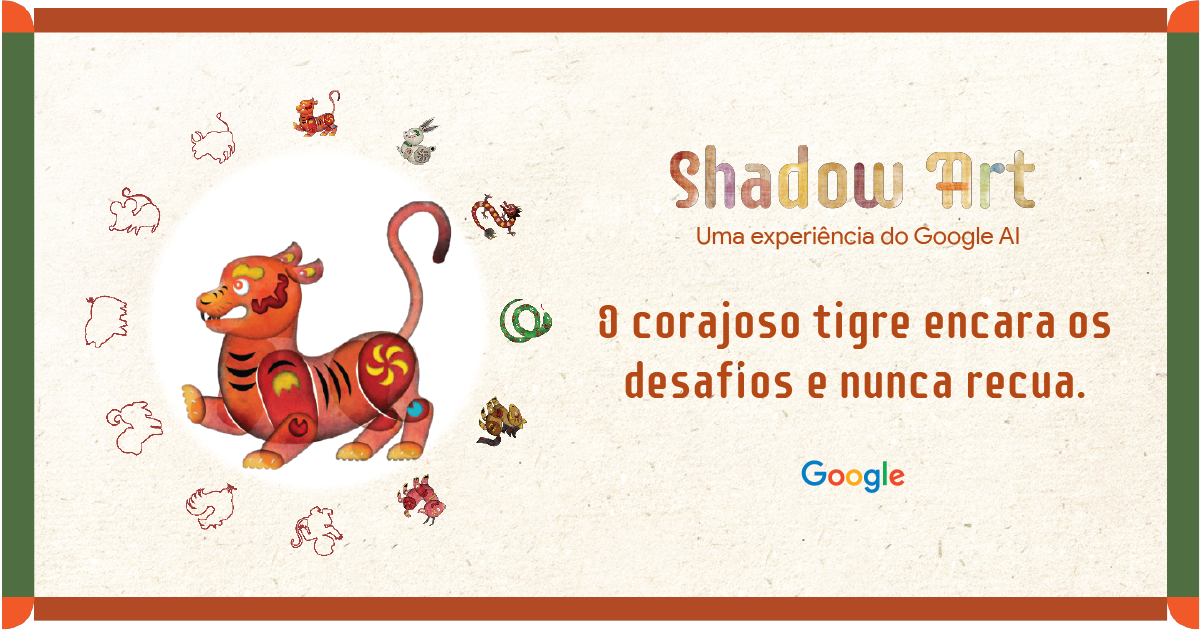 Shadow Art
Uma experiência do Google AI
O corajoso tigre encara os
desafios e nunca recua.
Google